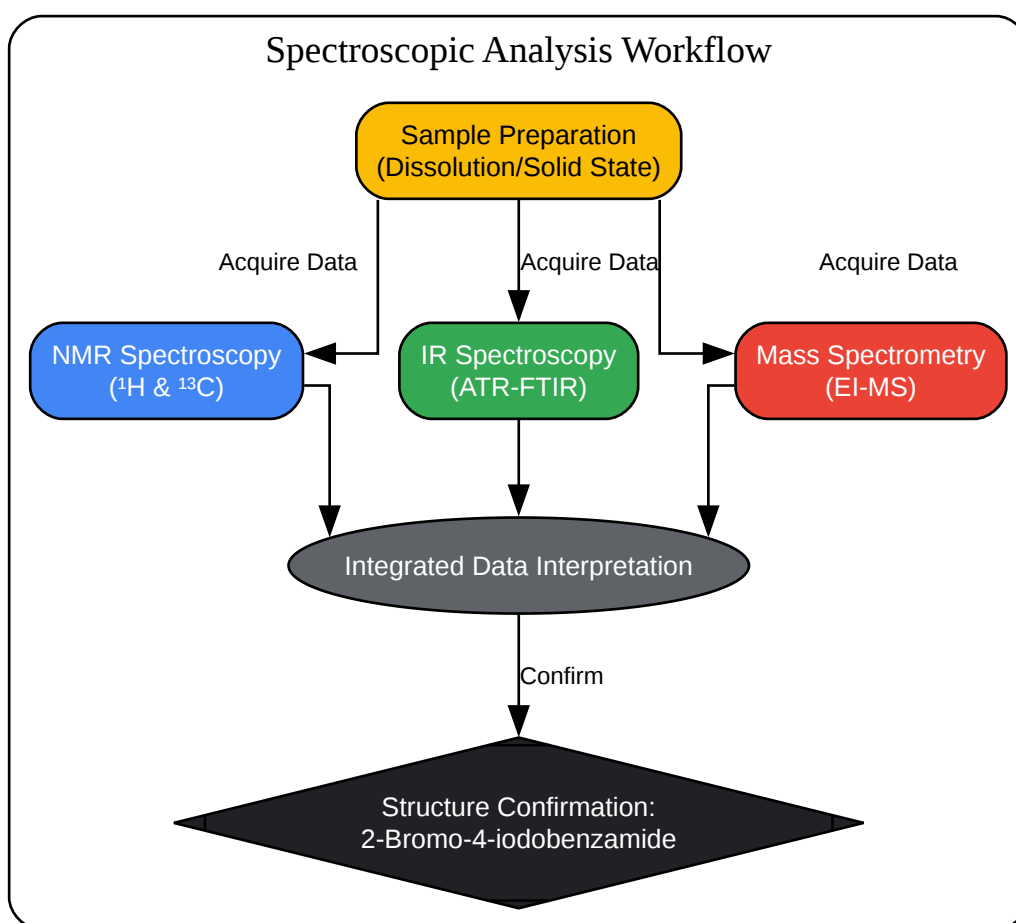 Spectroscopic Analysis Workflow
Sample Preparation
(Dissolution/Solid State)
Acquire Data
Acquire Data
Acquire Data
NMR Spectroscopy
(¹H & ¹³C)
IR Spectroscopy
(ATR-FTIR)
Mass Spectrometry
(EI-MS)
Integrated Data Interpretation
Confirm
Structure Confirmation:
2-Bromo-4-iodobenzamide